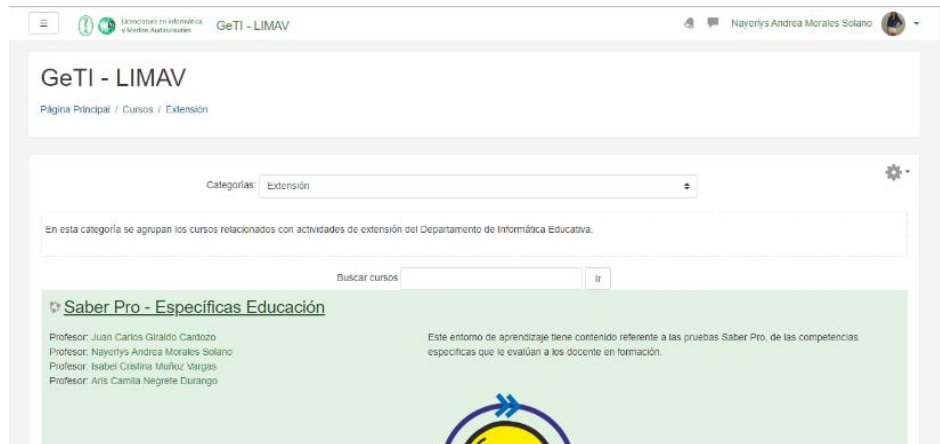 Licenciatura en Informática
y Medios Audiovisuales
GeTI - LIMAV
Nayerlys Andrea Morales Solano
GeTI - LIMAV
Página Principal / Cursos / Extensión
Categorías: Extensión
En esta categoría se agrupan los cursos relacionados con actividades de extensión del Departamento de Informática Educativa.
Buscar cursos Ir
Saber Pro - Específicas Educación
Profesor: Juan Carlos Giraldo Cardozo
Profesor: Nayerlys Andrea Morales Solano
Profesor: Isabel Cristina Muñoz Vargas
Profesor: Aris Camila Negrete Durango
Este entorno de aprendizaje tiene contenido referente a las pruebas Saber Pro, de las competencias
especificas que le evalúan a los docente en formación.